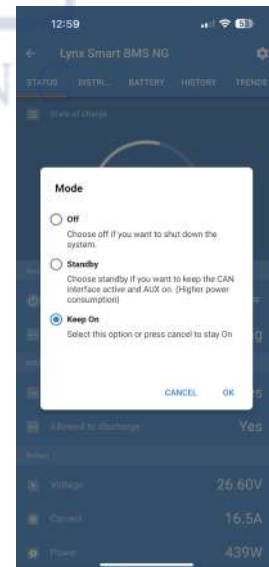 12:59
53
Lynx Smart BMS NG
STATUS DISTRI... BATTERY HISTORY TRENDS
State of charge
Mode
Off
Choose off if you want to shut down the
system.
Standby
Choose standby if you want to keep the CAN
interface active and AUX on. (Higher power
consumption)
Keep On
Select this option or press cancel to stay On
CANCEL OK
Allowed to discharge Yes
Voltage 26.60V
Current 16.5A
Power 439W